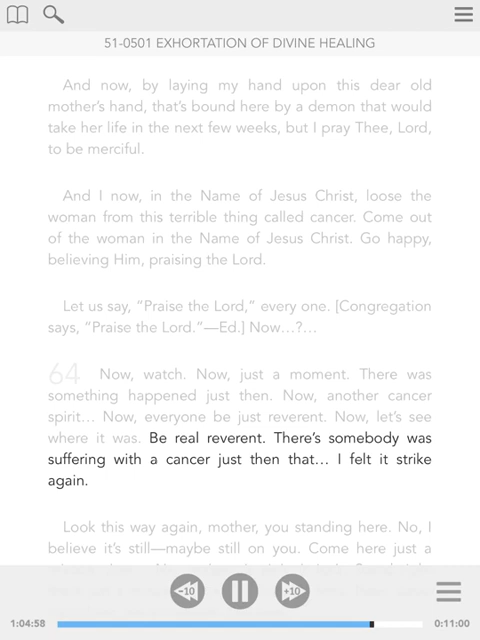 51-0501 EXHORTATION OF DIVINE HEALING
And now, by laying my hand upon this dear old
mother's hand, that's bound here by a demon that would
take her life in the next few weeks, but I pray Thee, Lord,
to be merciful.
And I now, in the Name of Jesus Christ, loose the
woman from this terrible thing called cancer. Come out
of the woman in the Name of Jesus Christ. Go happy,
believing Him, praising the Lord.
Let us say, “Praise the Lord,” every one. [Congregation
says, “Praise the Lord.”—Ed.] Now…?…
64 Now, watch. Now, just a moment. There was
something happened just then. Now, another cancer
spirit… Now, everyone be just reverent. Now, let's see
where it was. Be real reverent. There's somebody was
suffering with a cancer just then that… I felt it strike
again.
Look this way again, mother, you standing here. No, I
believe it's still—maybe still on you. Come here just a
-10
+10
1:04:58
0:11:00